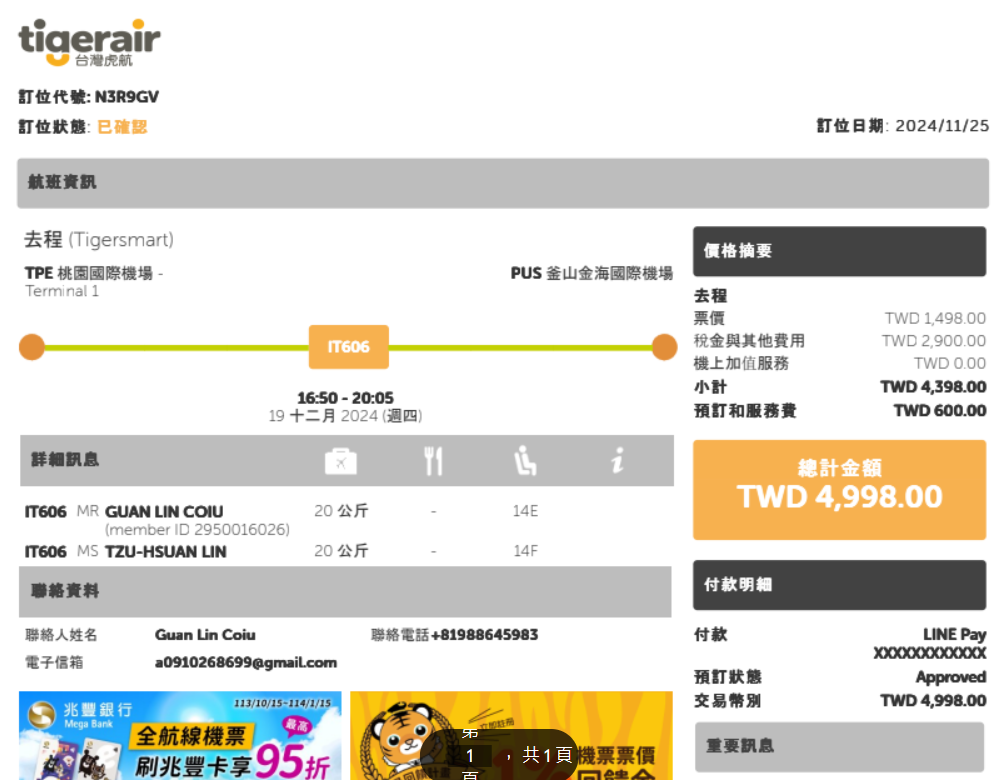 tigerair
台灣虎航
訂位代號: N3R9GV
訂位狀態: 已確認
訂位日期: 2024/11/25
航班資訊
去程 (Tigersmart)
TPE 桃園國際機場 -
Terminal 1
PUS 釜山金海國際機場
IT606
16:50 - 20:05
19 十二月 2024 (週四)
詳細訊息
IT606 MR GUAN LIN COIU 20 公斤 - 14E
(member ID 2950016026)
IT606 MS TZU-HSUAN LIN 20 公斤 - 14F
聯絡資料
聯絡人姓名 Guan Lin Coiu 聯絡電話+81988645983
電子信箱 a0910268699@gmail.com
價格摘要
去程
票價 TWD 1,498.00
稅金與其他費用 TWD 2,900.00
機上加值服務 TWD 0.00
小計 TWD 4,398.00
預訂和服務費 TWD 600.00
總計金額
TWD 4,998.00
付款明細
付款 LINE Pay
XXXXXXXXXXXX
預訂狀態 Approved
交易幣別 TWD 4,998.00
重要訊息
兆豐銀行
Mega Bank
113/10/15~114/1/15
全航線機票
最高
刷兆豐卡享95折
立即註冊
機票票價
回饋金
第
1 ，共1頁
頁